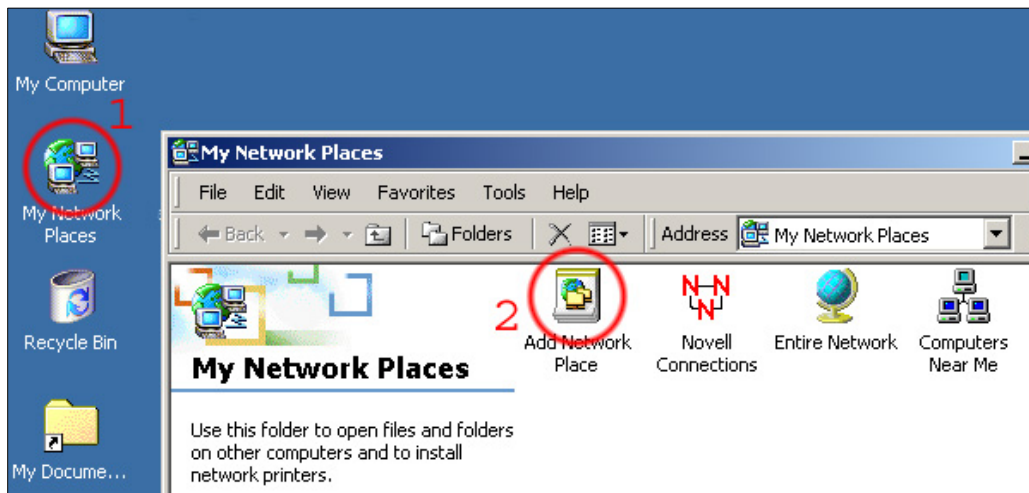 My Computer
1
My Network
Places
Recycle Bin
My Docume...
My Network Places
File Edit View Favorites Tools Help
Back Folders Address My Network Places
2
Add Network
Place
Novell
Connections
Entire Network
Computers
Near Me
My Network Places
Use this folder to open files and folders
on other computers and to install
network printers.